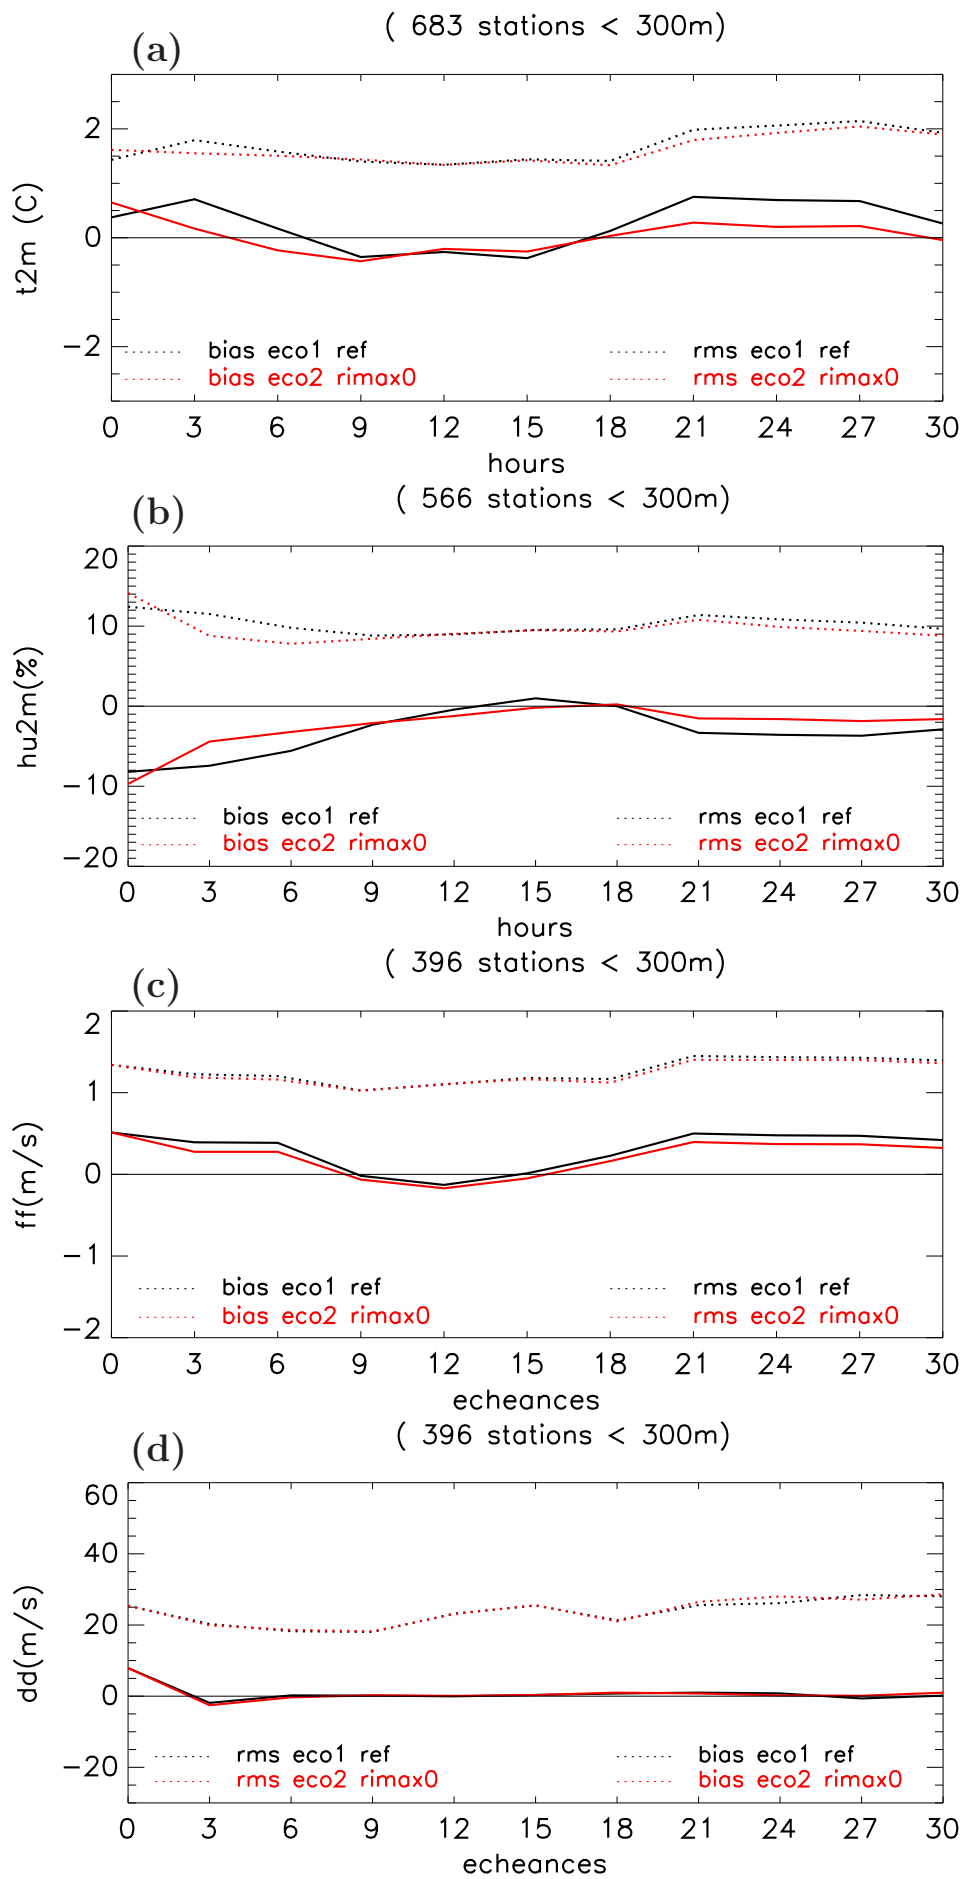 ( 683 stations < 300m)
(a)
t2m (C)
2
0
−2
bias eco1 ref
rms eco1 ref
bias eco2 rimax0
rms eco2 rimax0
0 3 6 9 12 15 18 21 24 27 30
hours
( 566 stations < 300m)
(b)
hu2m(%)
20
10
0
−10
−20
bias eco1 ref
rms eco1 ref
bias eco2 rimax0
rms eco2 rimax0
0 3 6 9 12 15 18 21 24 27 30
hours
( 396 stations < 300m)
(c)
ff(m/s)
2
1
0
−1
−2
bias eco1 ref
rms eco1 ref
bias eco2 rimax0
rms eco2 rimax0
0 3 6 9 12 15 18 21 24 27 30
echeances
( 396 stations < 300m)
(d)
dd(m/s)
60
40
20
0
−20
rms eco1 ref
bias eco1 ref
rms eco2 rimax0
bias eco2 rimax0
0 3 6 9 12 15 18 21 24 27 30
echeances